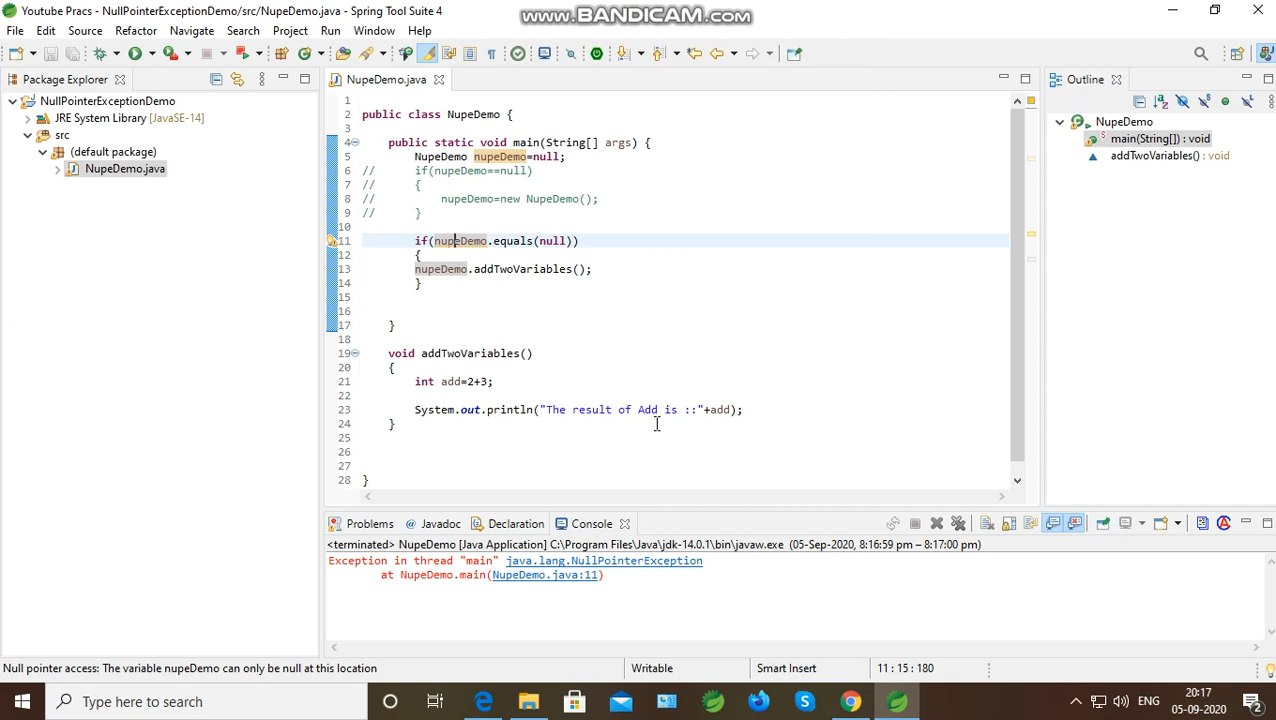 Youtube Pracs - NullPointerExceptionDemo/src/NupeDemo.java - Spring Tool Suite 4
www.BANDICAM.com
File Edit Source Refactor Navigate Search Project Run Window Help
Package Explorer
NupeDemo.java
Outline
NullPointerExceptionDemo
JRE System Library [JavaSE-14]
src
(default package)
NupeDemo.java
1
2 public class NupeDemo {
3
4 public static void main(String[] args) {
5 NupeDemo nupeDemo=null;
6 // if(nupeDemo==null)
7 // {
8 // nupeDemo=new NupeDemo();
9 // }
10
11 if(nupeDemo.equals(null))
12 {
13 nupeDemo.addTwoVariables();
14 }
15
16
17 }
18
19 void addTwoVariables()
20 {
21 int add=2+3;
22
23 System.out.println("The result of Add is ::"+add);
24 }
25
26
27
28 }
NupeDemo
main(String[]) : void
addTwoVariables() : void
Problems Javadoc Declaration Console
<terminated> NupeDemo [Java Application] C:\Program Files\Java\jdk-14.0.1\bin\javaw.exe (05-Sep-2020, 8:16:59 pm – 8:17:00 pm)
Exception in thread "main" java.lang.NullPointerException
at NupeDemo.main(NupeDemo.java:11)
Null pointer access: The variable nupeDemo can only be null at this location
Writable
Smart Insert
11 : 15 : 180
Type here to search
ENG
20:17
05-09-2020
2